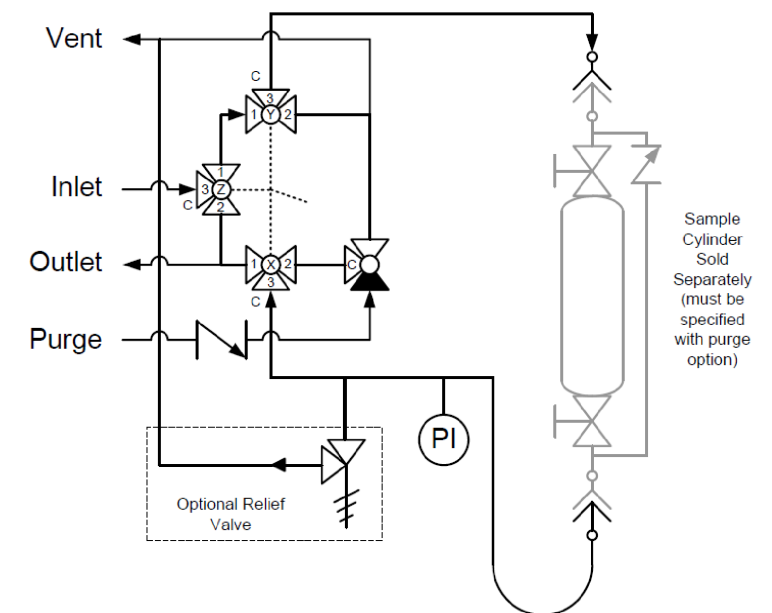 Vent
C
3
1 Y 2
1
Inlet
3 Z
C
2
Outlet
1 X 2
C
3
C
Purge
Sample
Cylinder
Sold
Separately
(must be
specified
with purge
option)
PI
Optional Relief
Valve